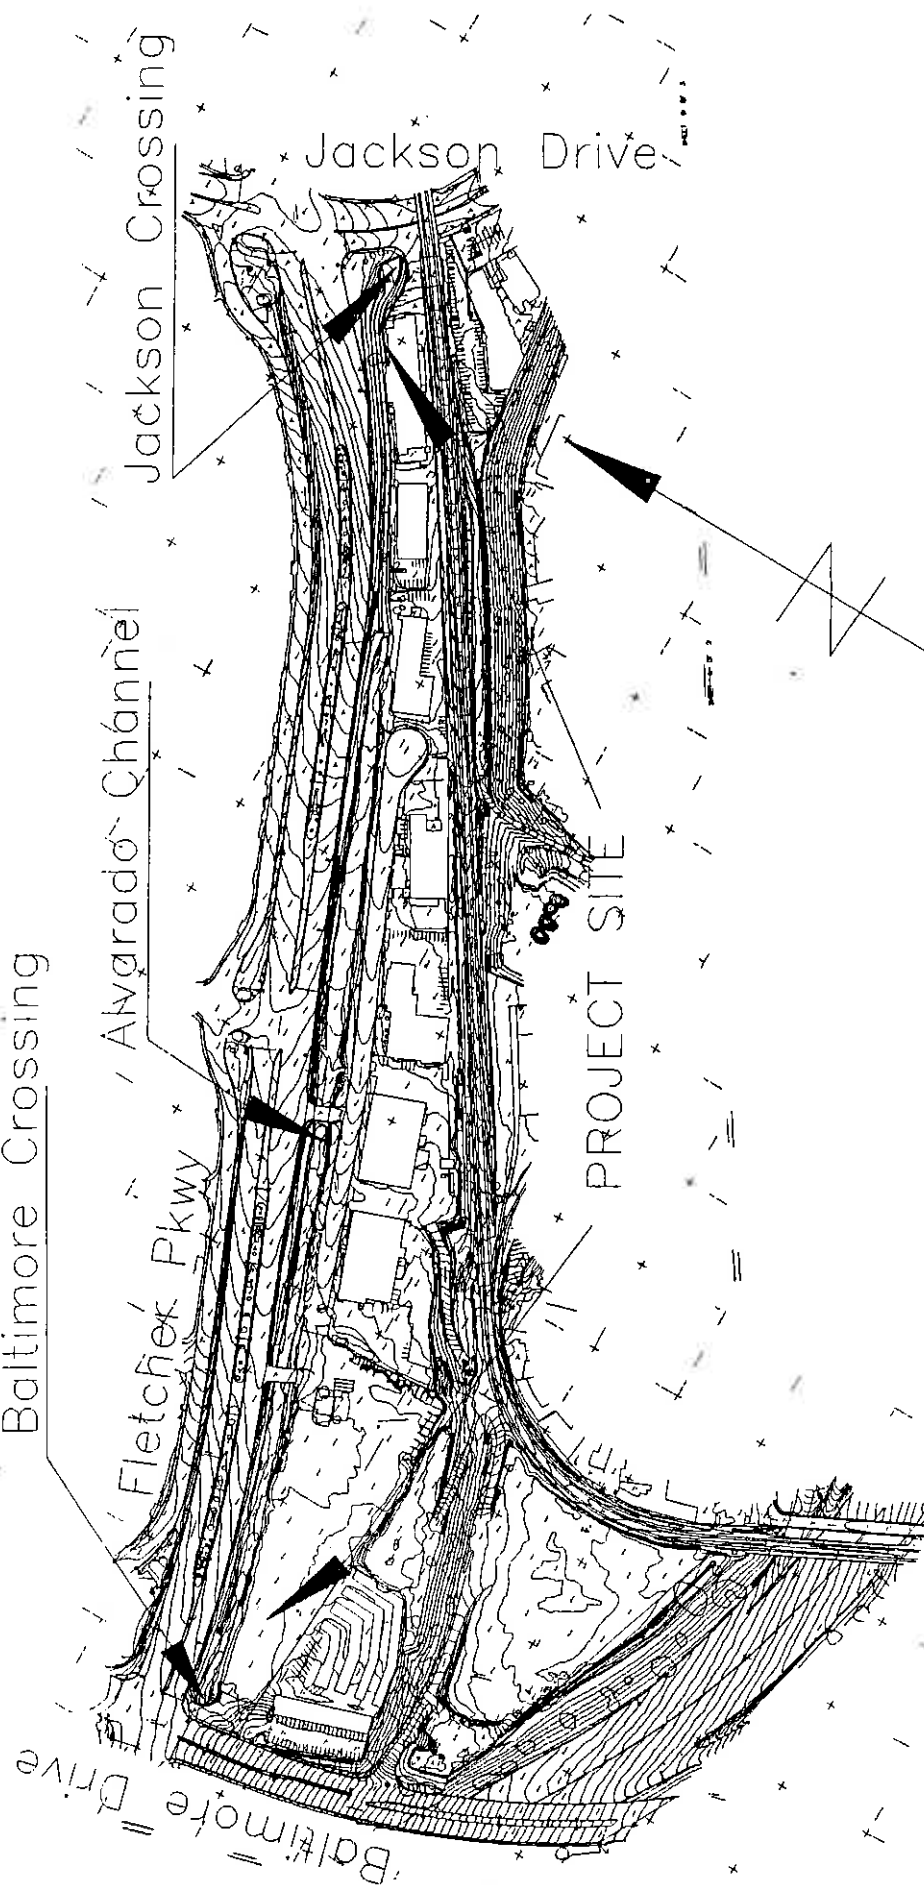 Jackson Crossing
Jackson Drive
Alvarado Channel
Baltimore Crossing
PROJECT SITE
Fletcher Pkwy
Baltimore Drive
N